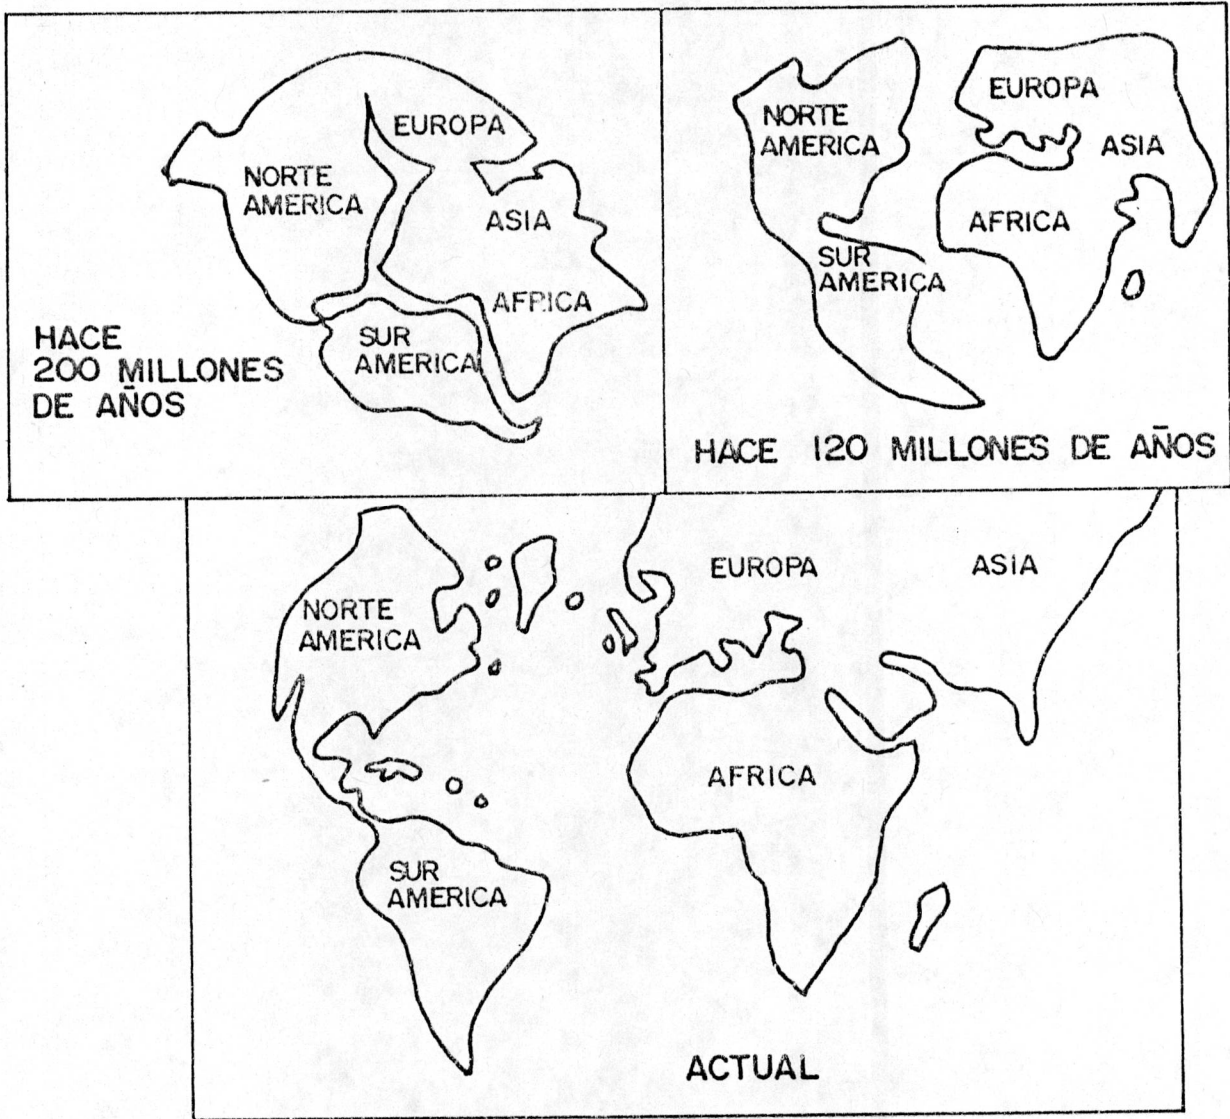 EUROPA
NORTE
AMERICA
ASIA
AFRICA
SUR
AMERICA
HACE
200 MILLONES
DE AÑOS
EUROPA
NORTE
AMERICA
ASIA
AFRICA
SUR
AMERICA
HACE 120 MILLONES DE AÑOS
EUROPA
ASIA
NORTE
AMERICA
AFRICA
SUR
AMERICA
ACTUAL